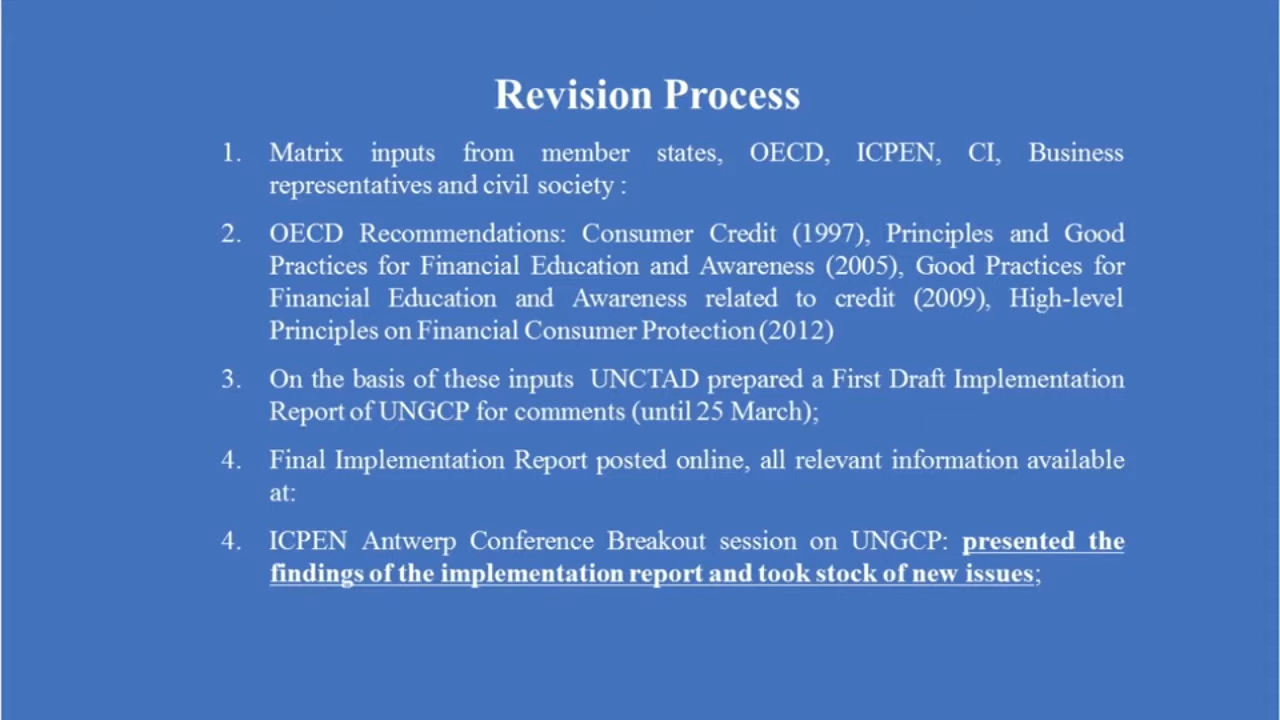 Revision Process
1. Matrix inputs from member states, OECD, ICPEN, CI, Business
representatives and civil society :
2. OECD Recommendations: Consumer Credit (1997), Principles and Good
Practices for Financial Education and Awareness (2005), Good Practices for
Financial Education and Awareness related to credit (2009), High-level
Principles on Financial Consumer Protection (2012)
3. On the basis of these inputs UNCTAD prepared a First Draft Implementation
Report of UNGCP for comments (until 25 March);
4. Final Implementation Report posted online, all relevant information available
at:
4. ICPEN Antwerp Conference Breakout session on UNGCP: presented the
findings of the implementation report and took stock of new issues;